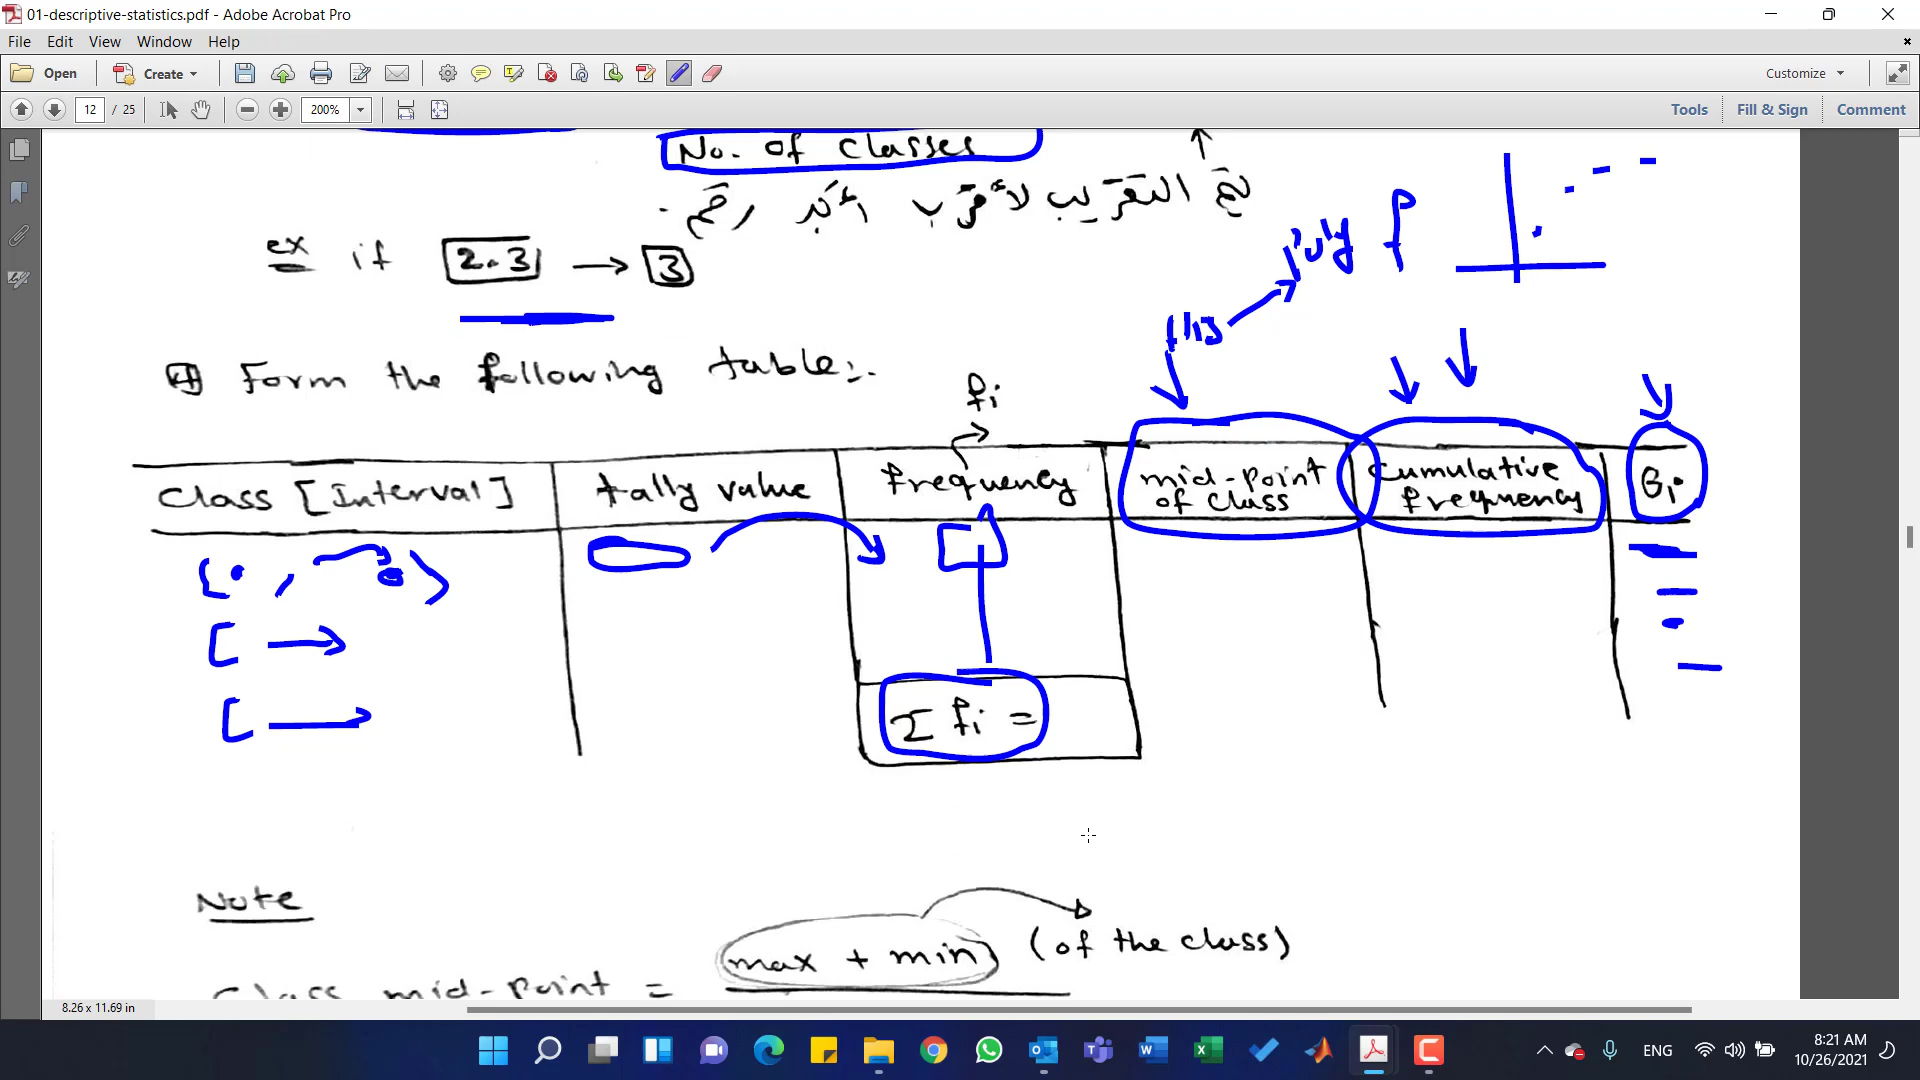 01-descriptive-statistics.pdf - Adobe Acrobat Pro
File Edit View Window Help
Open Create Customize
12 / 25 200% Tools Fill & Sign Comment
No. of classes
التقريب لأقرب أكبر رقم .
ex if 2.3 → 3
4 Form the following table:-
fi
Class [Interval] tally value frequency mid-point of class cumulative frequency
Σ fi =
Note
max + min (of the class)
Class mid-point =
8.26 x 11.69 in
ENG
8:21 AM
10/26/2021